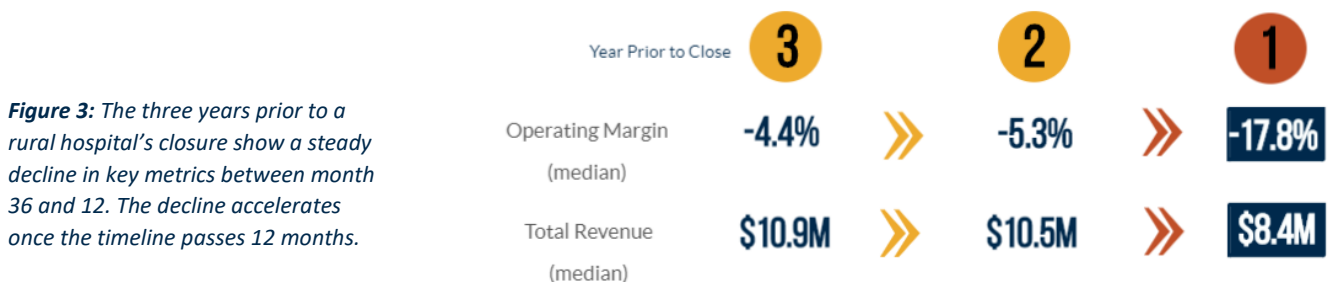 Year Prior to Close 3 2 1
Figure 3: The three years prior to a
rural hospital's closure show a steady
decline in key metrics between month
36 and 12. The decline accelerates
once the timeline passes 12 months.
Operating Margin -4.4% -5.3% -17.8%
(median)
Total Revenue $10.9M $10.5M $8.4M
(median)